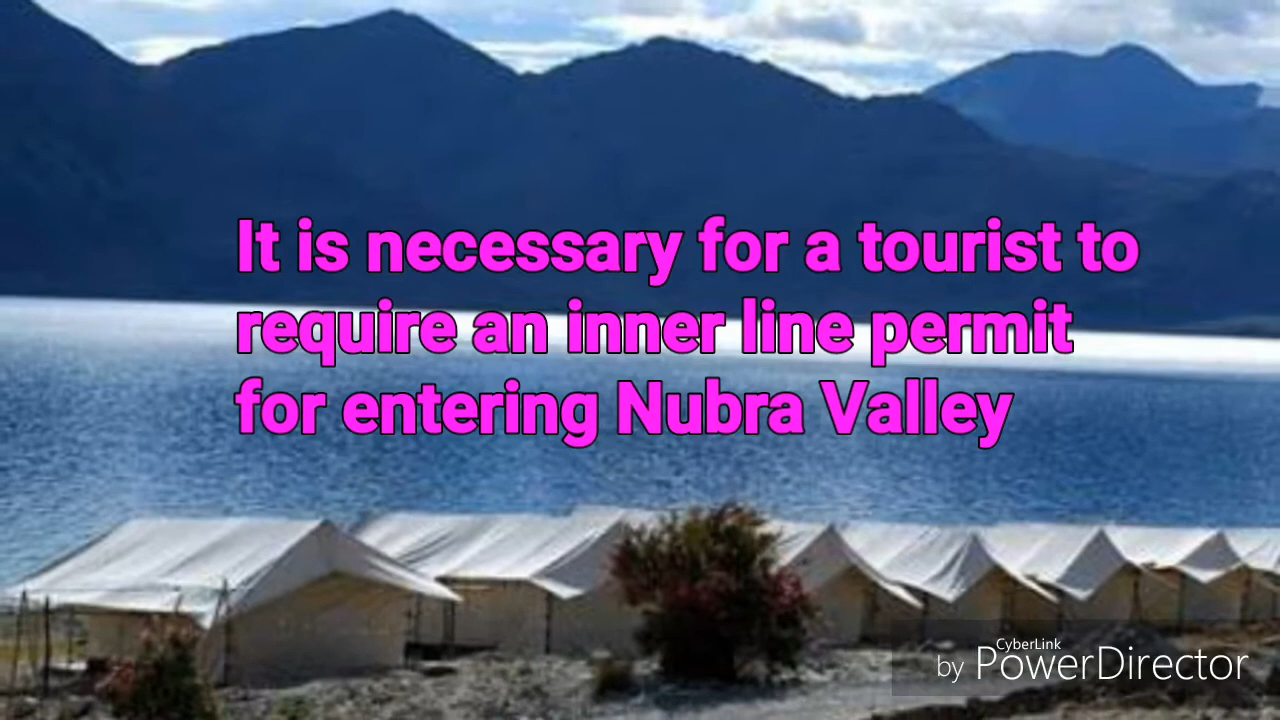 It is necessary for a tourist to
require an inner line permit
for entering Nubra Valley
CyberLink
by PowerDirector